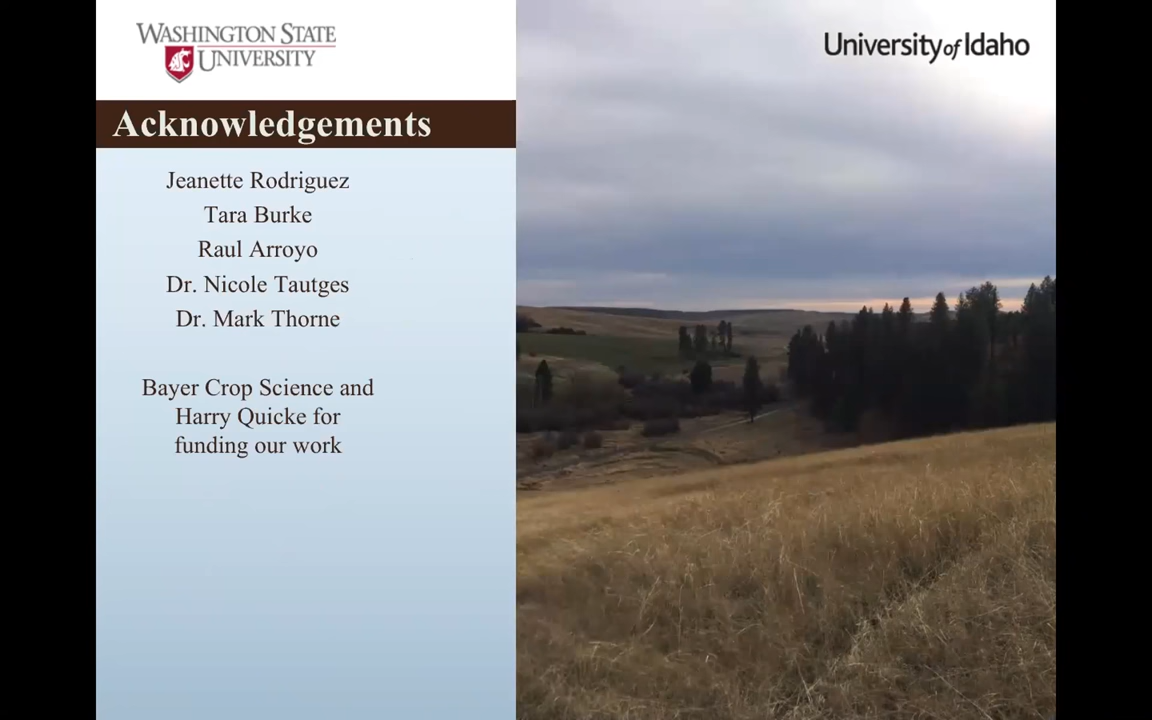 WASHINGTON STATE
UNIVERSITY
University of Idaho
Acknowledgements
Jeanette Rodriguez
Tara Burke
Raul Arroyo
Dr. Nicole Tautges
Dr. Mark Thorne
Bayer Crop Science and
Harry Quicke for
funding our work